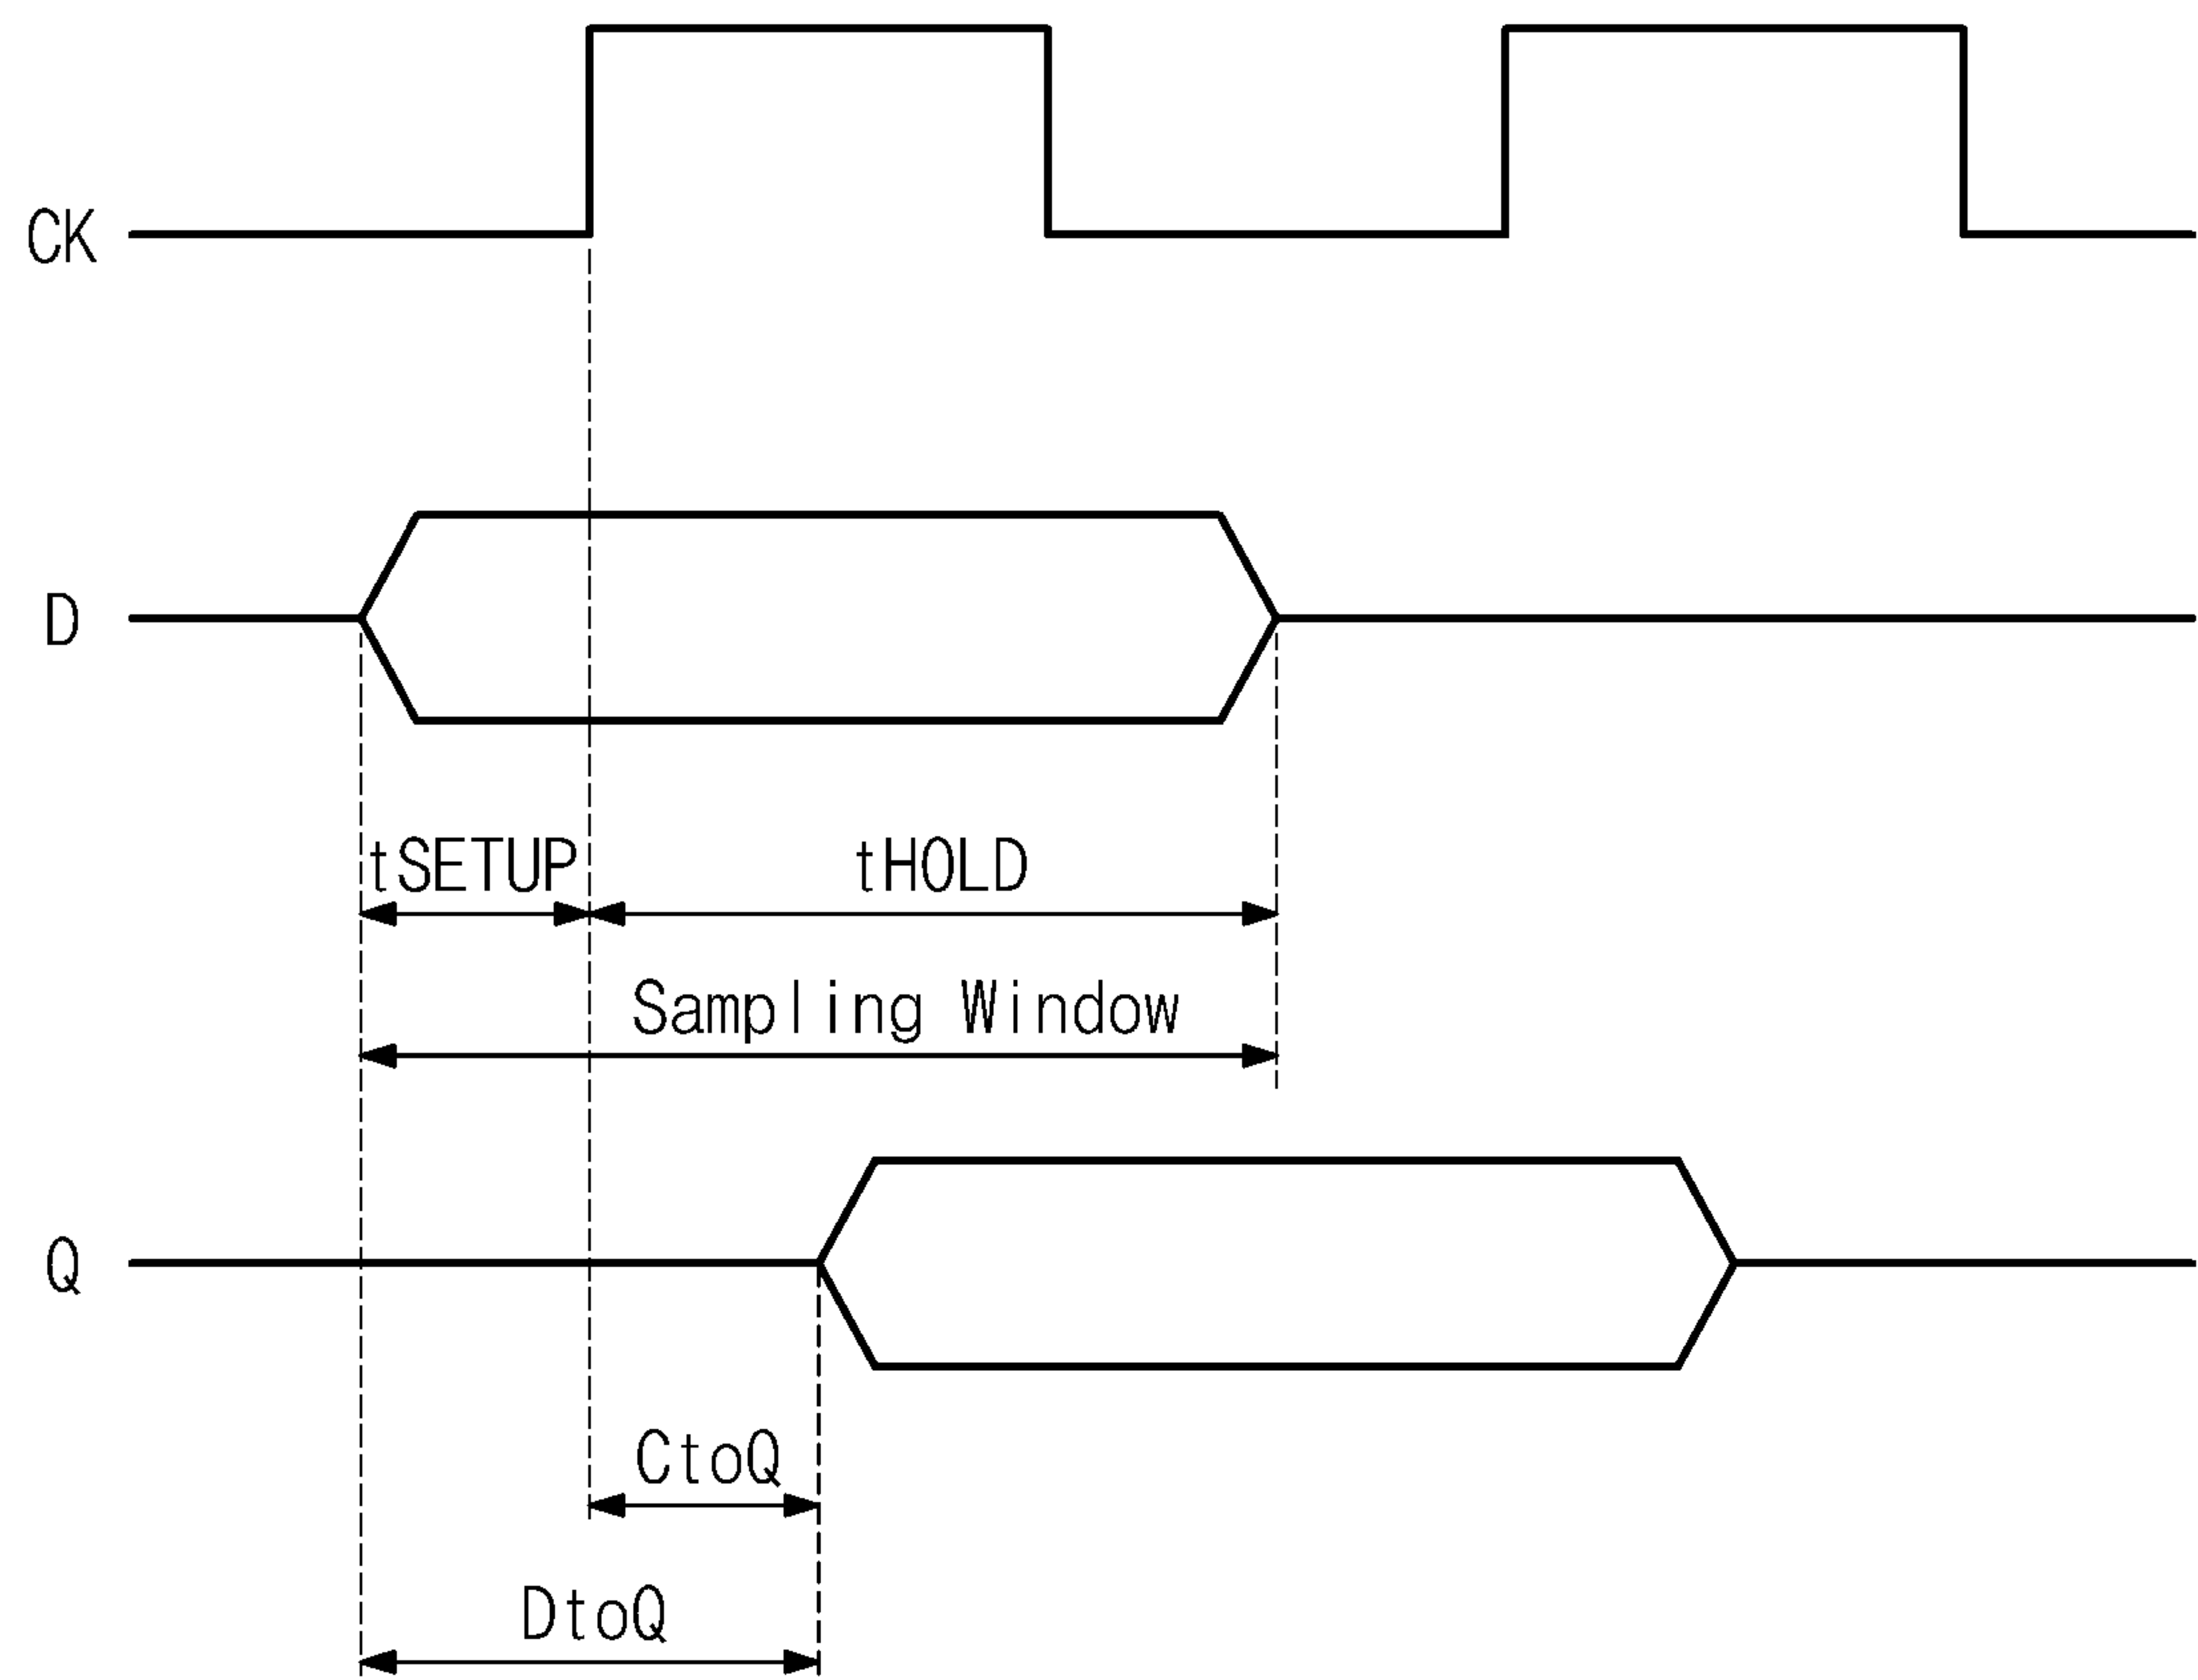 CK
D
tSETUP
tHOLD
Sampling Window
Q
CtoQ
DtoQ